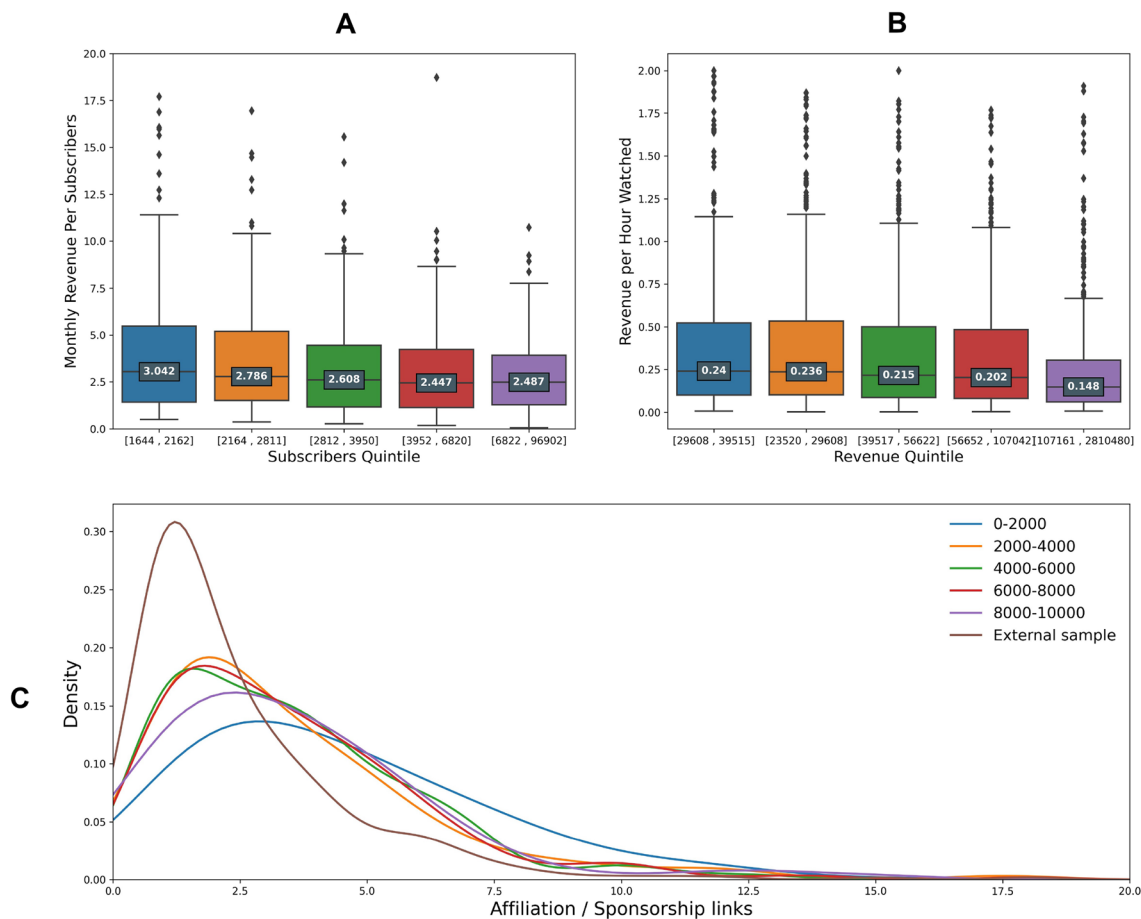 A
B
20.0
17.5
15.0
12.5
10.0
7.5
5.0
2.5
0.0
Monthly Revenue Per Subscribers
3.042
2.786
2.608
2.447
2.487
[1644 , 2162]
[2164 , 2811]
[2812 , 3950]
[3952 , 6820]
[6822 , 96902]
Subscribers Quintile
2.00
1.75
1.50
1.25
1.00
0.75
0.50
0.25
0.00
Revenue per Hour Watched
0.24
0.236
0.215
0.202
0.148
[29608 , 39515]
[23520 , 29608]
[39517 , 56622]
[56652 , 107042]
[107161 , 2810480]
Revenue Quintile
C
0.30
0.25
0.20
0.15
0.10
0.05
0.00
Density
0-2000
2000-4000
4000-6000
6000-8000
8000-10000
External sample
0.0
2.5
5.0
7.5
10.0
12.5
15.0
17.5
20.0
Affiliation / Sponsorship links